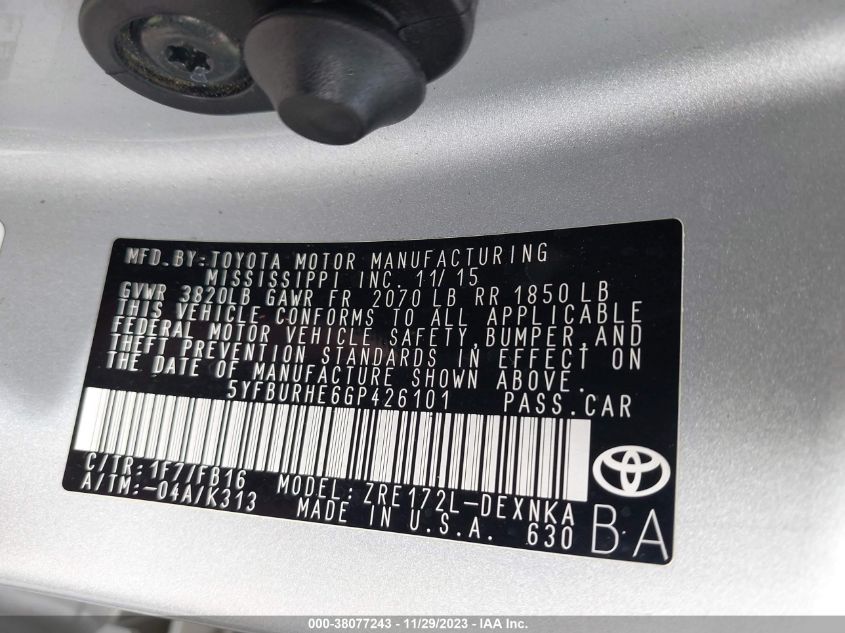 MFD. BY: TOYOTA MOTOR MANUFACTURING
MISSISSIPPI INC. 11/15
GVWR 3820LB GAWR FR 2070 LB RR 1850 LB
THIS VEHICLE CONFORMS TO ALL APPLICABLE
FEDERAL MOTOR VEHICLE SAFETY, BUMPER, AND
THEFT PREVENTION STANDARDS IN EFFECT ON
THE DATE OF MANUFACTURE SHOWN ABOVE.
5YFBURHE6GP426101 PASS. CAR
C/TR: 1F7/FB16 MODEL: ZRE172L-DEXNKA
A/TM: -04A/K313 MADE IN U.S.A. 630
BA
000-38077243 - 11/29/2023 - IAA Inc.